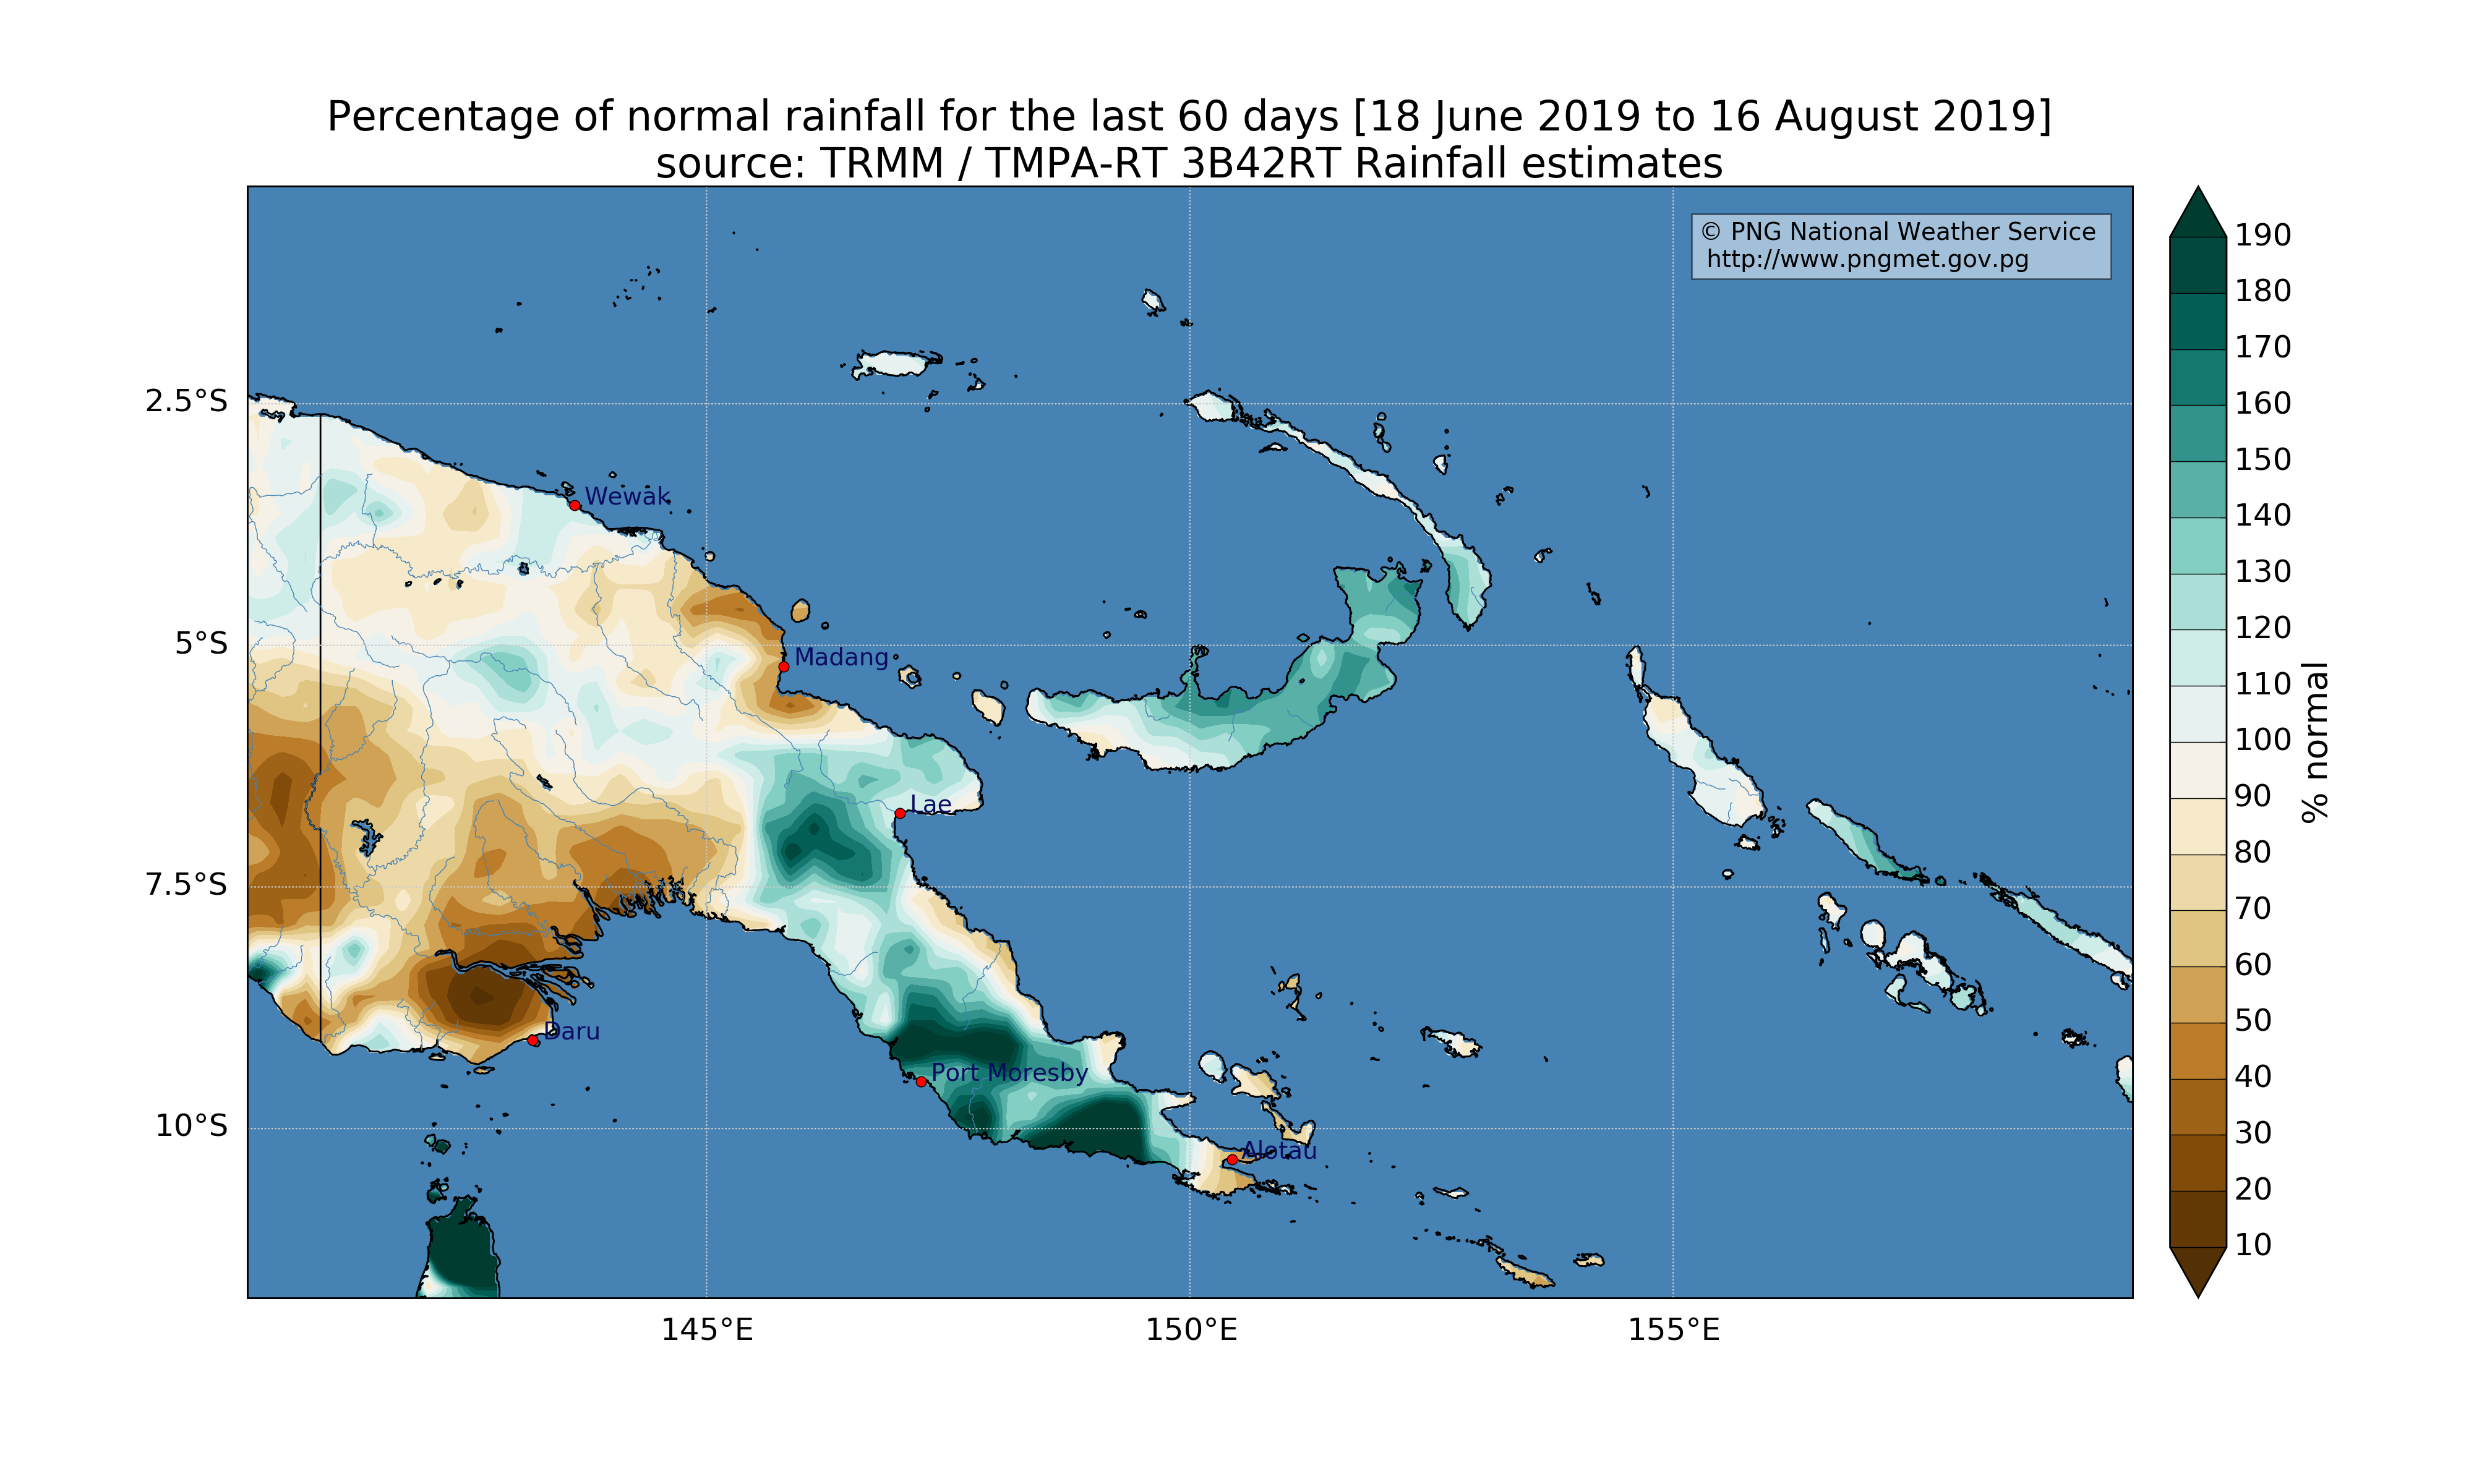 Percentage of normal rainfall for the last 60 days [18 June 2019 to 16 August 2019]
source: TRMM / TMPA-RT 3B42RT Rainfall estimates
© PNG National Weather Service
http://www.pngmet.gov.pg
2.5°S
5°S
7.5°S
10°S
Wewak
Madang
Lae
Daru
Port Moresby
Alotau
145°E
150°E
155°E
190
180
170
160
150
140
130
120
110
100
90
80
70
60
50
40
30
20
10
% normal